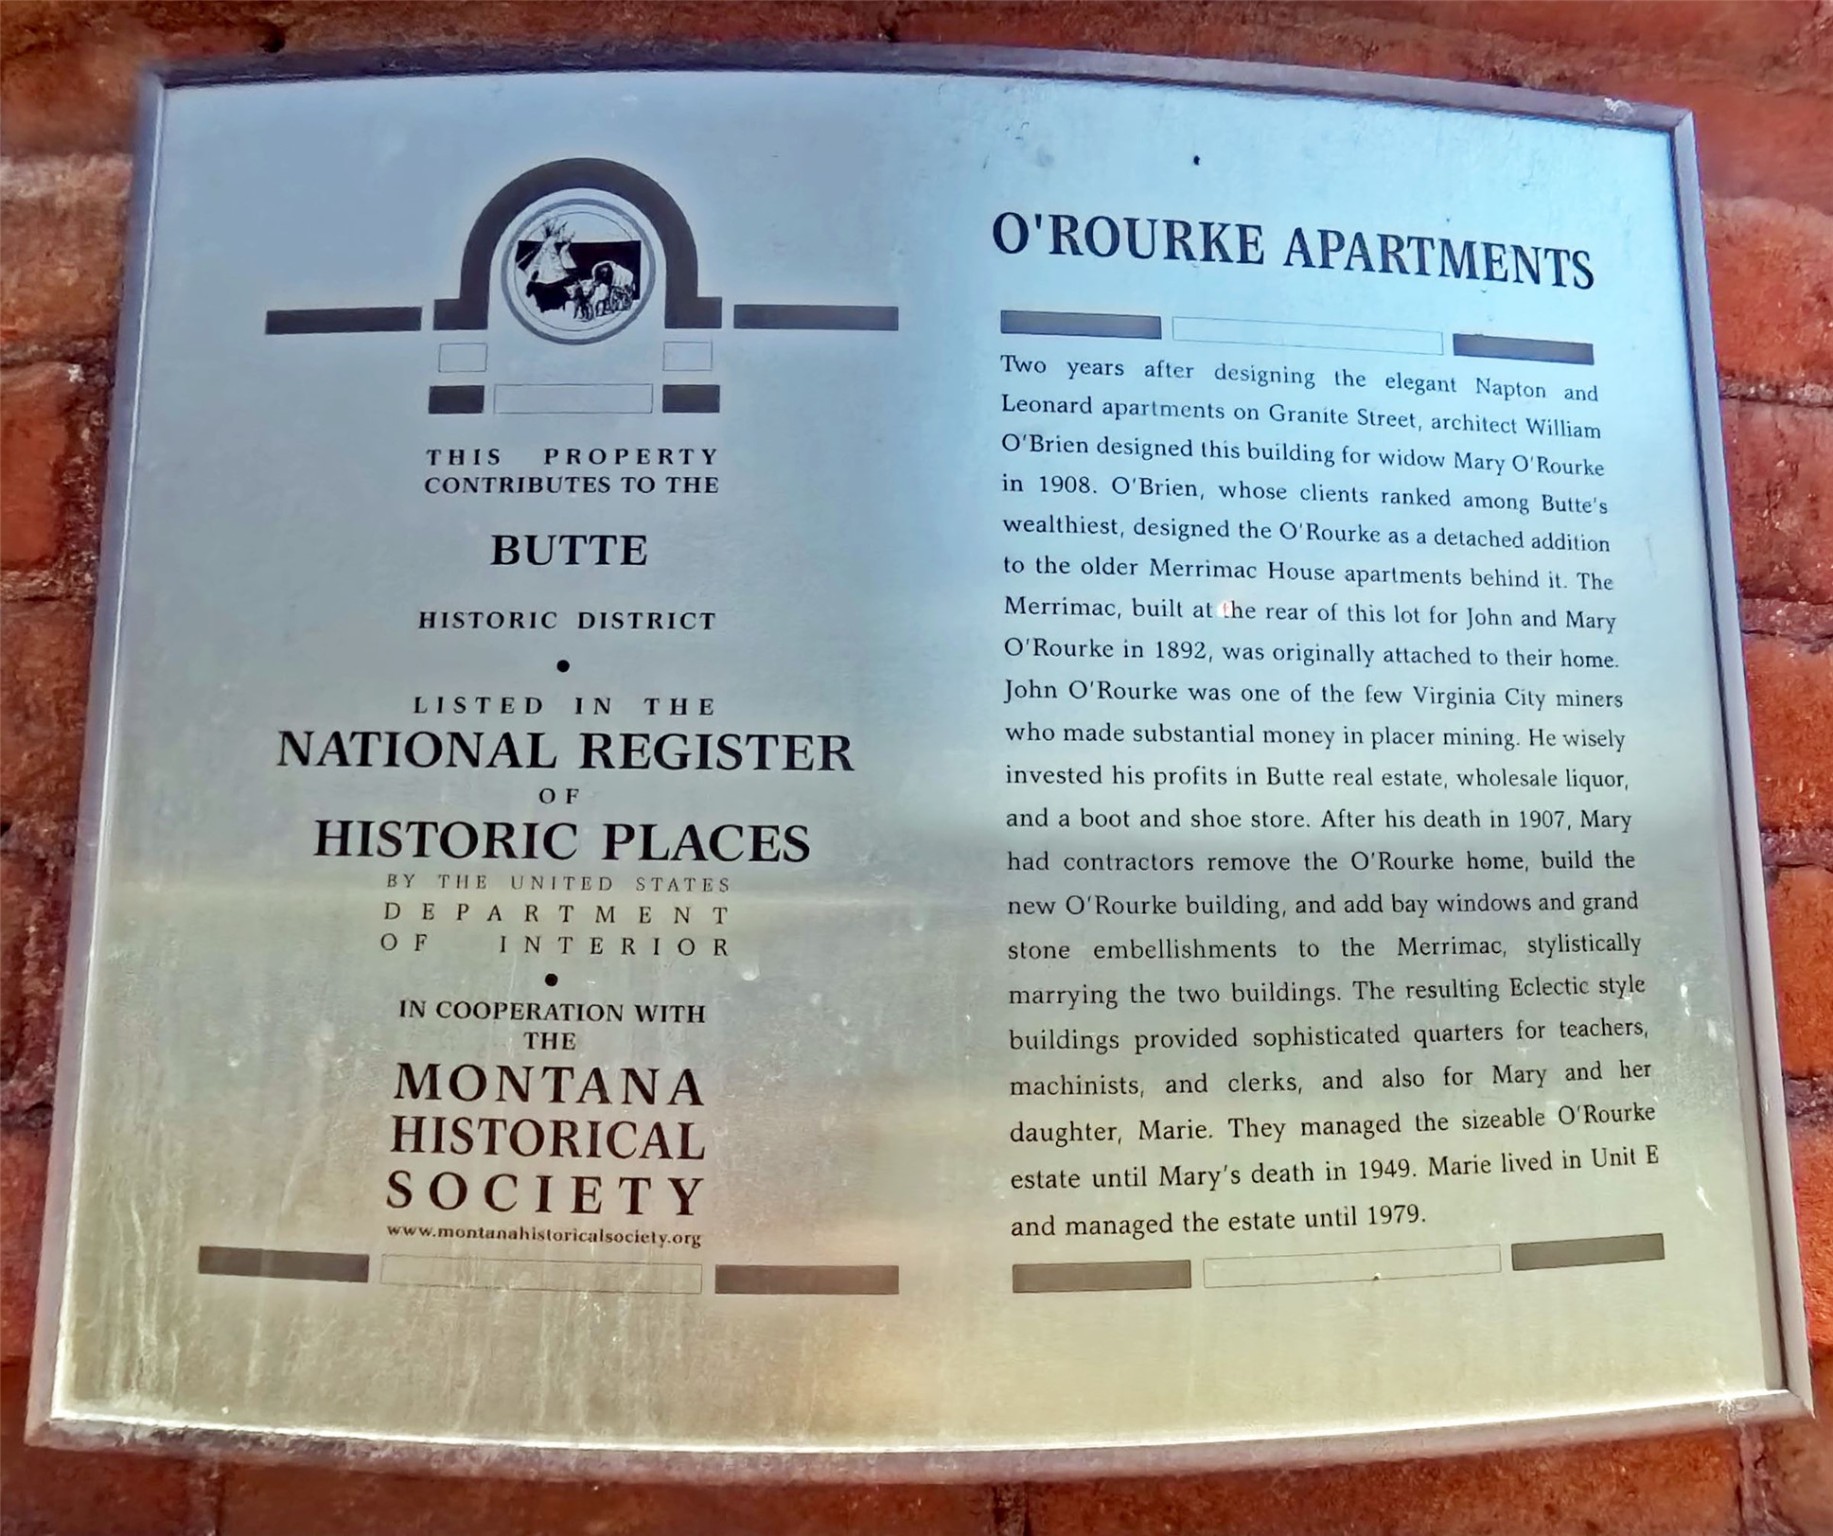 THIS PROPERTY
CONTRIBUTES TO THE
BUTTE
HISTORIC DISTRICT
•
LISTED IN THE
NATIONAL REGISTER
OF
HISTORIC PLACES
BY THE UNITED STATES
DEPARTMENT
OF INTERIOR
•
IN COOPERATION WITH
THE
MONTANA
HISTORICAL
SOCIETY
www.montanahistoricalsociety.org
O'ROURKE APARTMENTS
Two years after designing the elegant Napton and
Leonard apartments on Granite Street, architect William
O'Brien designed this building for widow Mary O'Rourke
in 1908. O'Brien, whose clients ranked among Butte's
wealthiest, designed the O'Rourke as a detached addition
to the older Merrimac House apartments behind it. The
Merrimac, built at the rear of this lot for John and Mary
O'Rourke in 1892, was originally attached to their home.
John O'Rourke was one of the few Virginia City miners
who made substantial money in placer mining. He wisely
invested his profits in Butte real estate, wholesale liquor,
and a boot and shoe store. After his death in 1907, Mary
had contractors remove the O'Rourke home, build the
new O'Rourke building, and add bay windows and grand
stone embellishments to the Merrimac, stylistically
marrying the two buildings. The resulting Eclectic style
buildings provided sophisticated quarters for teachers,
machinists, and clerks, and also for Mary and her
daughter, Marie. They managed the sizeable O'Rourke
estate until Mary's death in 1949. Marie lived in Unit E
and managed the estate until 1979.